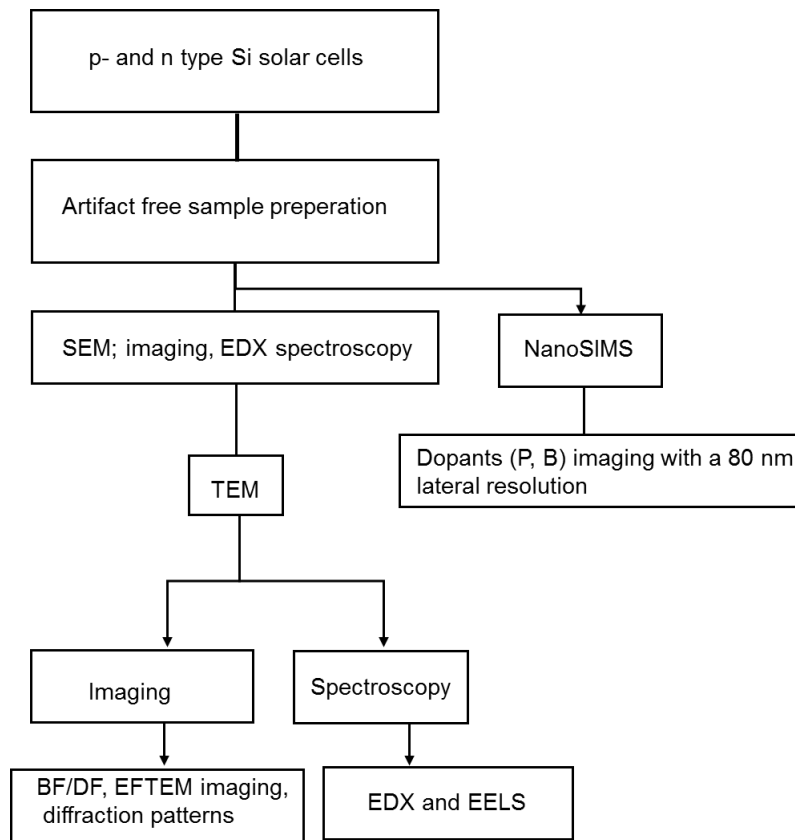 p- and n type Si solar cells
Artifact free sample preperation
SEM; imaging, EDX spectroscopy
NanoSIMS
Dopants (P, B) imaging with a 80 nm
lateral resolution
TEM
Imaging
Spectroscopy
BF/DF, EFTEM imaging,
diffraction patterns
EDX and EELS